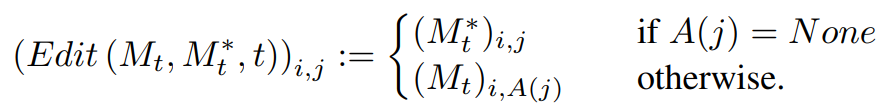 (Edit (M_t, M_t^*, t))_{i,j} := { (M_t^*)_{i,j} if A(j) = None
(M_t)_{i,A(j)} otherwise.